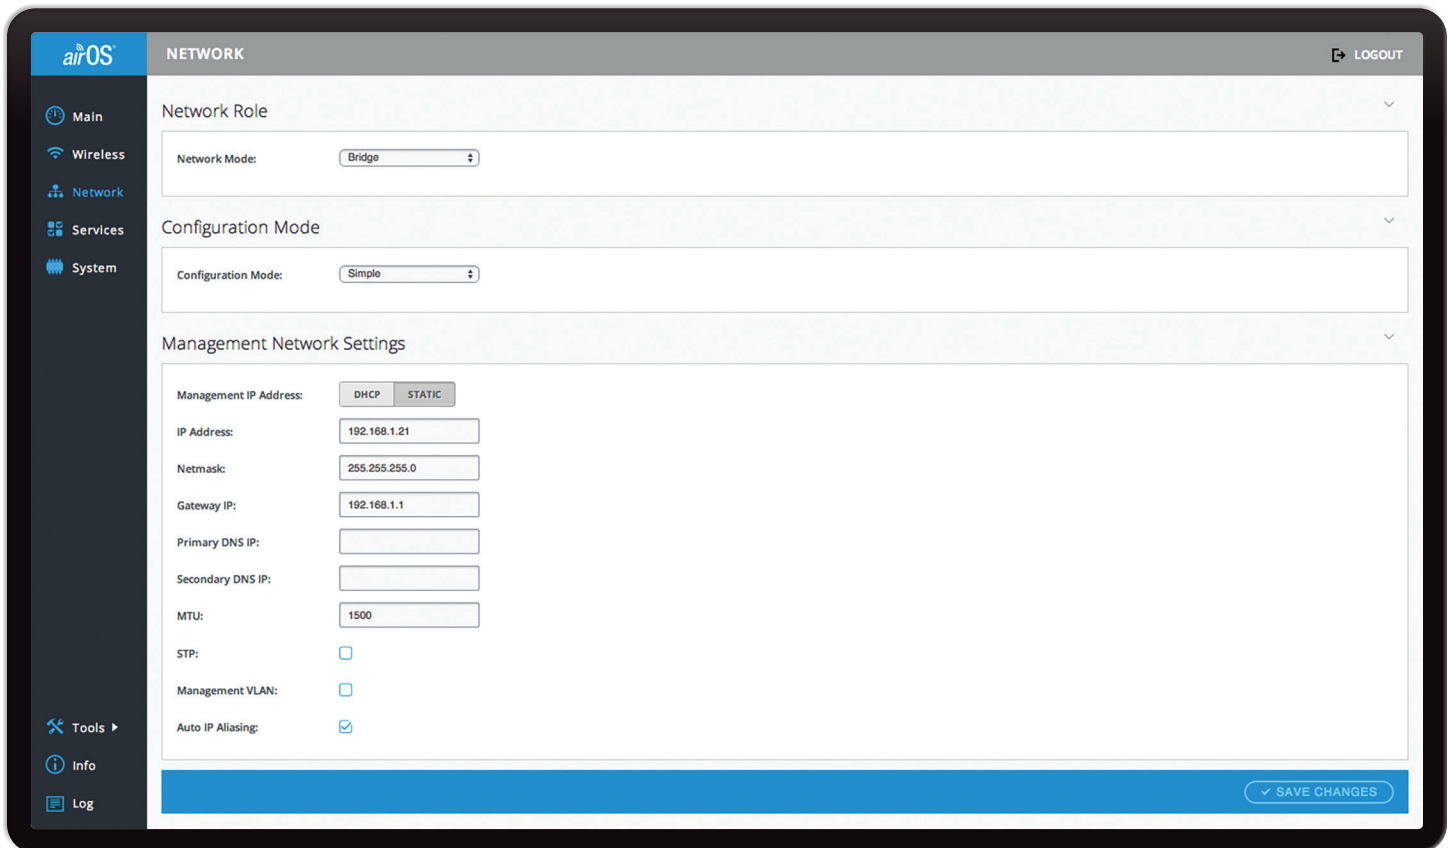 airOS®
NETWORK
LOGOUT
Main
Wireless
Network
Services
System
Tools
Info
Log
Network Role
Network Mode: Bridge
Configuration Mode
Configuration Mode: Simple
Management Network Settings
Management IP Address: DHCP STATIC
IP Address: 192.168.1.21
Netmask: 255.255.255.0
Gateway IP: 192.168.1.1
Primary DNS IP:
Secondary DNS IP:
MTU: 1500
STP:
Management VLAN:
Auto IP Aliasing:
SAVE CHANGES